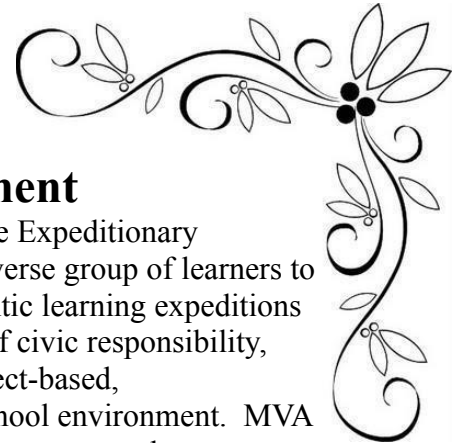 ment
e Expeditionary
verse group of learners to
tic learning expeditions
f civic responsibility,
ect-based,
hool environment.  MVA